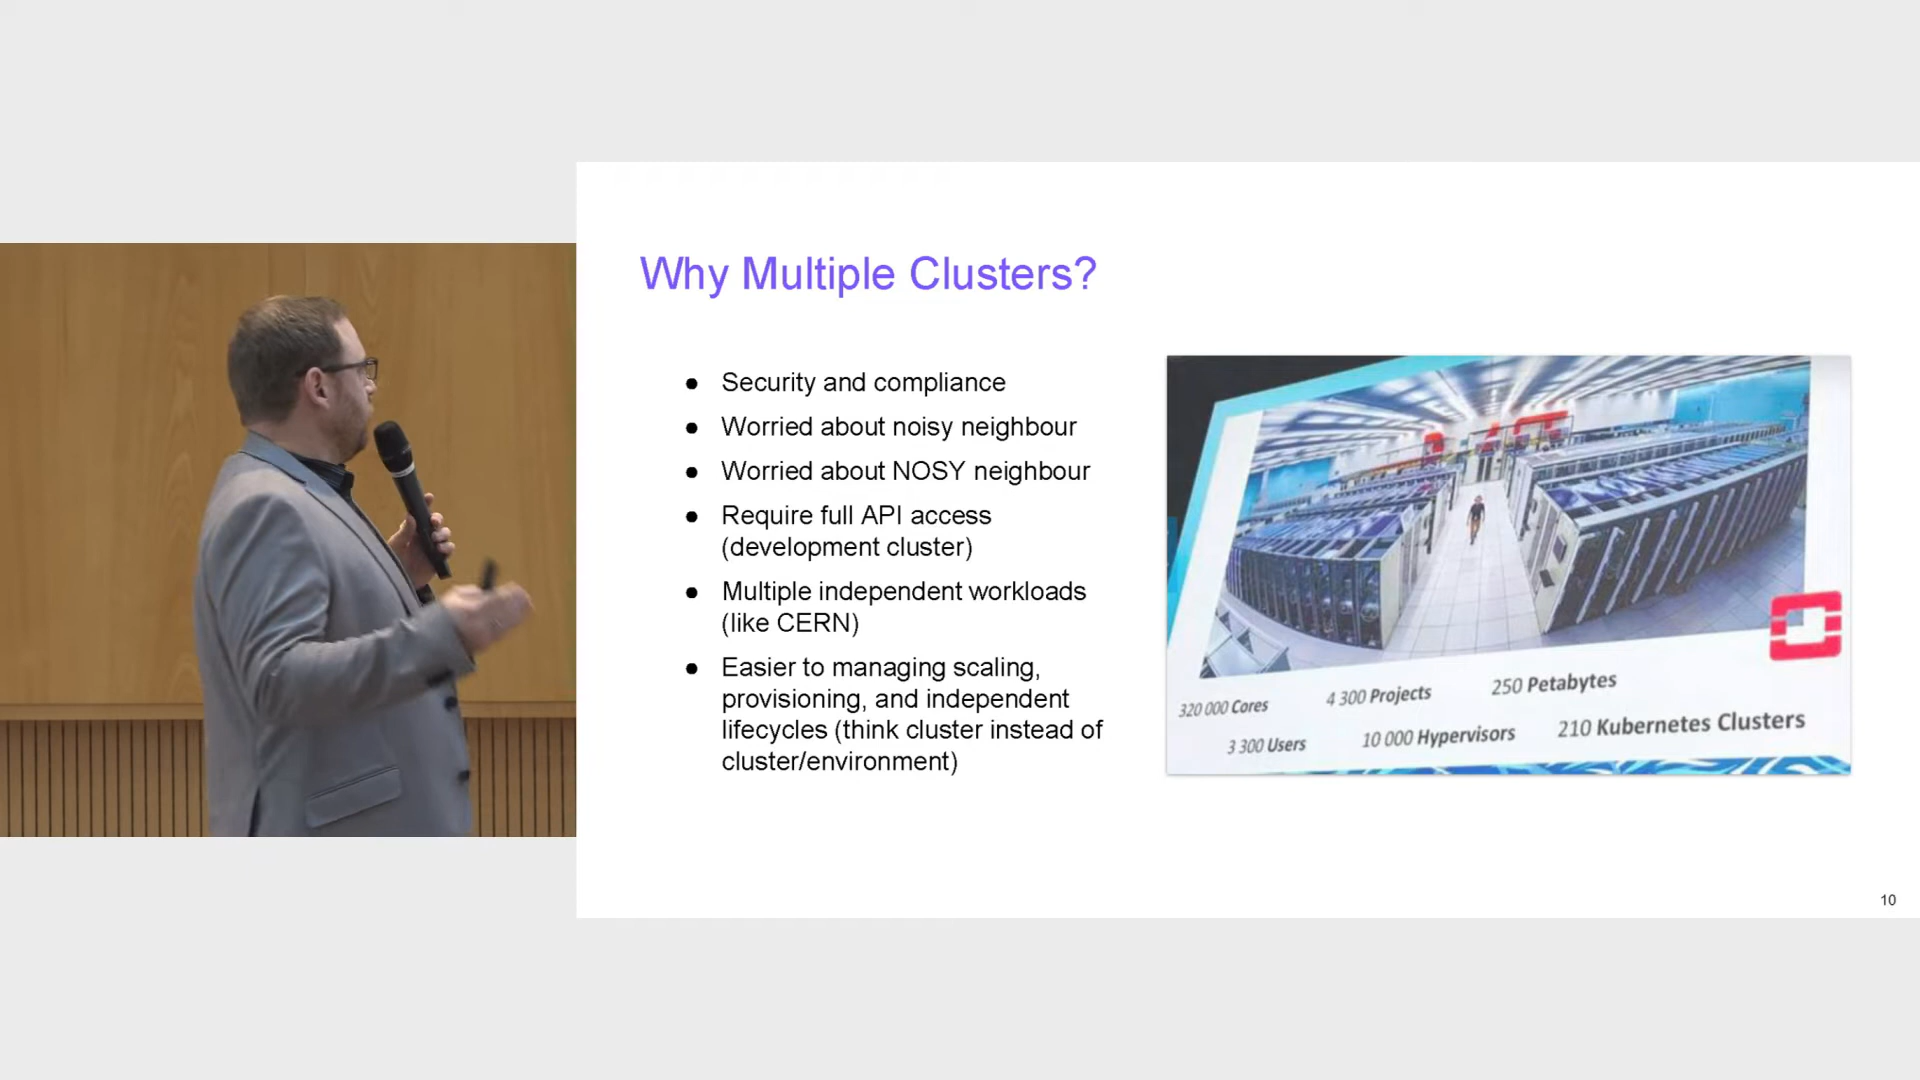 Why Multiple Clusters?
● Security and compliance
● Worried about noisy neighbour
● Worried about NOSY neighbour
● Require full API access
(development cluster)
● Multiple independent workloads
(like CERN)
● Easier to managing scaling,
provisioning, and independent
lifecycles (think cluster instead of
cluster/environment)
320 000 Cores
4 300 Projects
250 Petabytes
3 300 Users
10 000 Hypervisors
210 Kubernetes Clusters
10